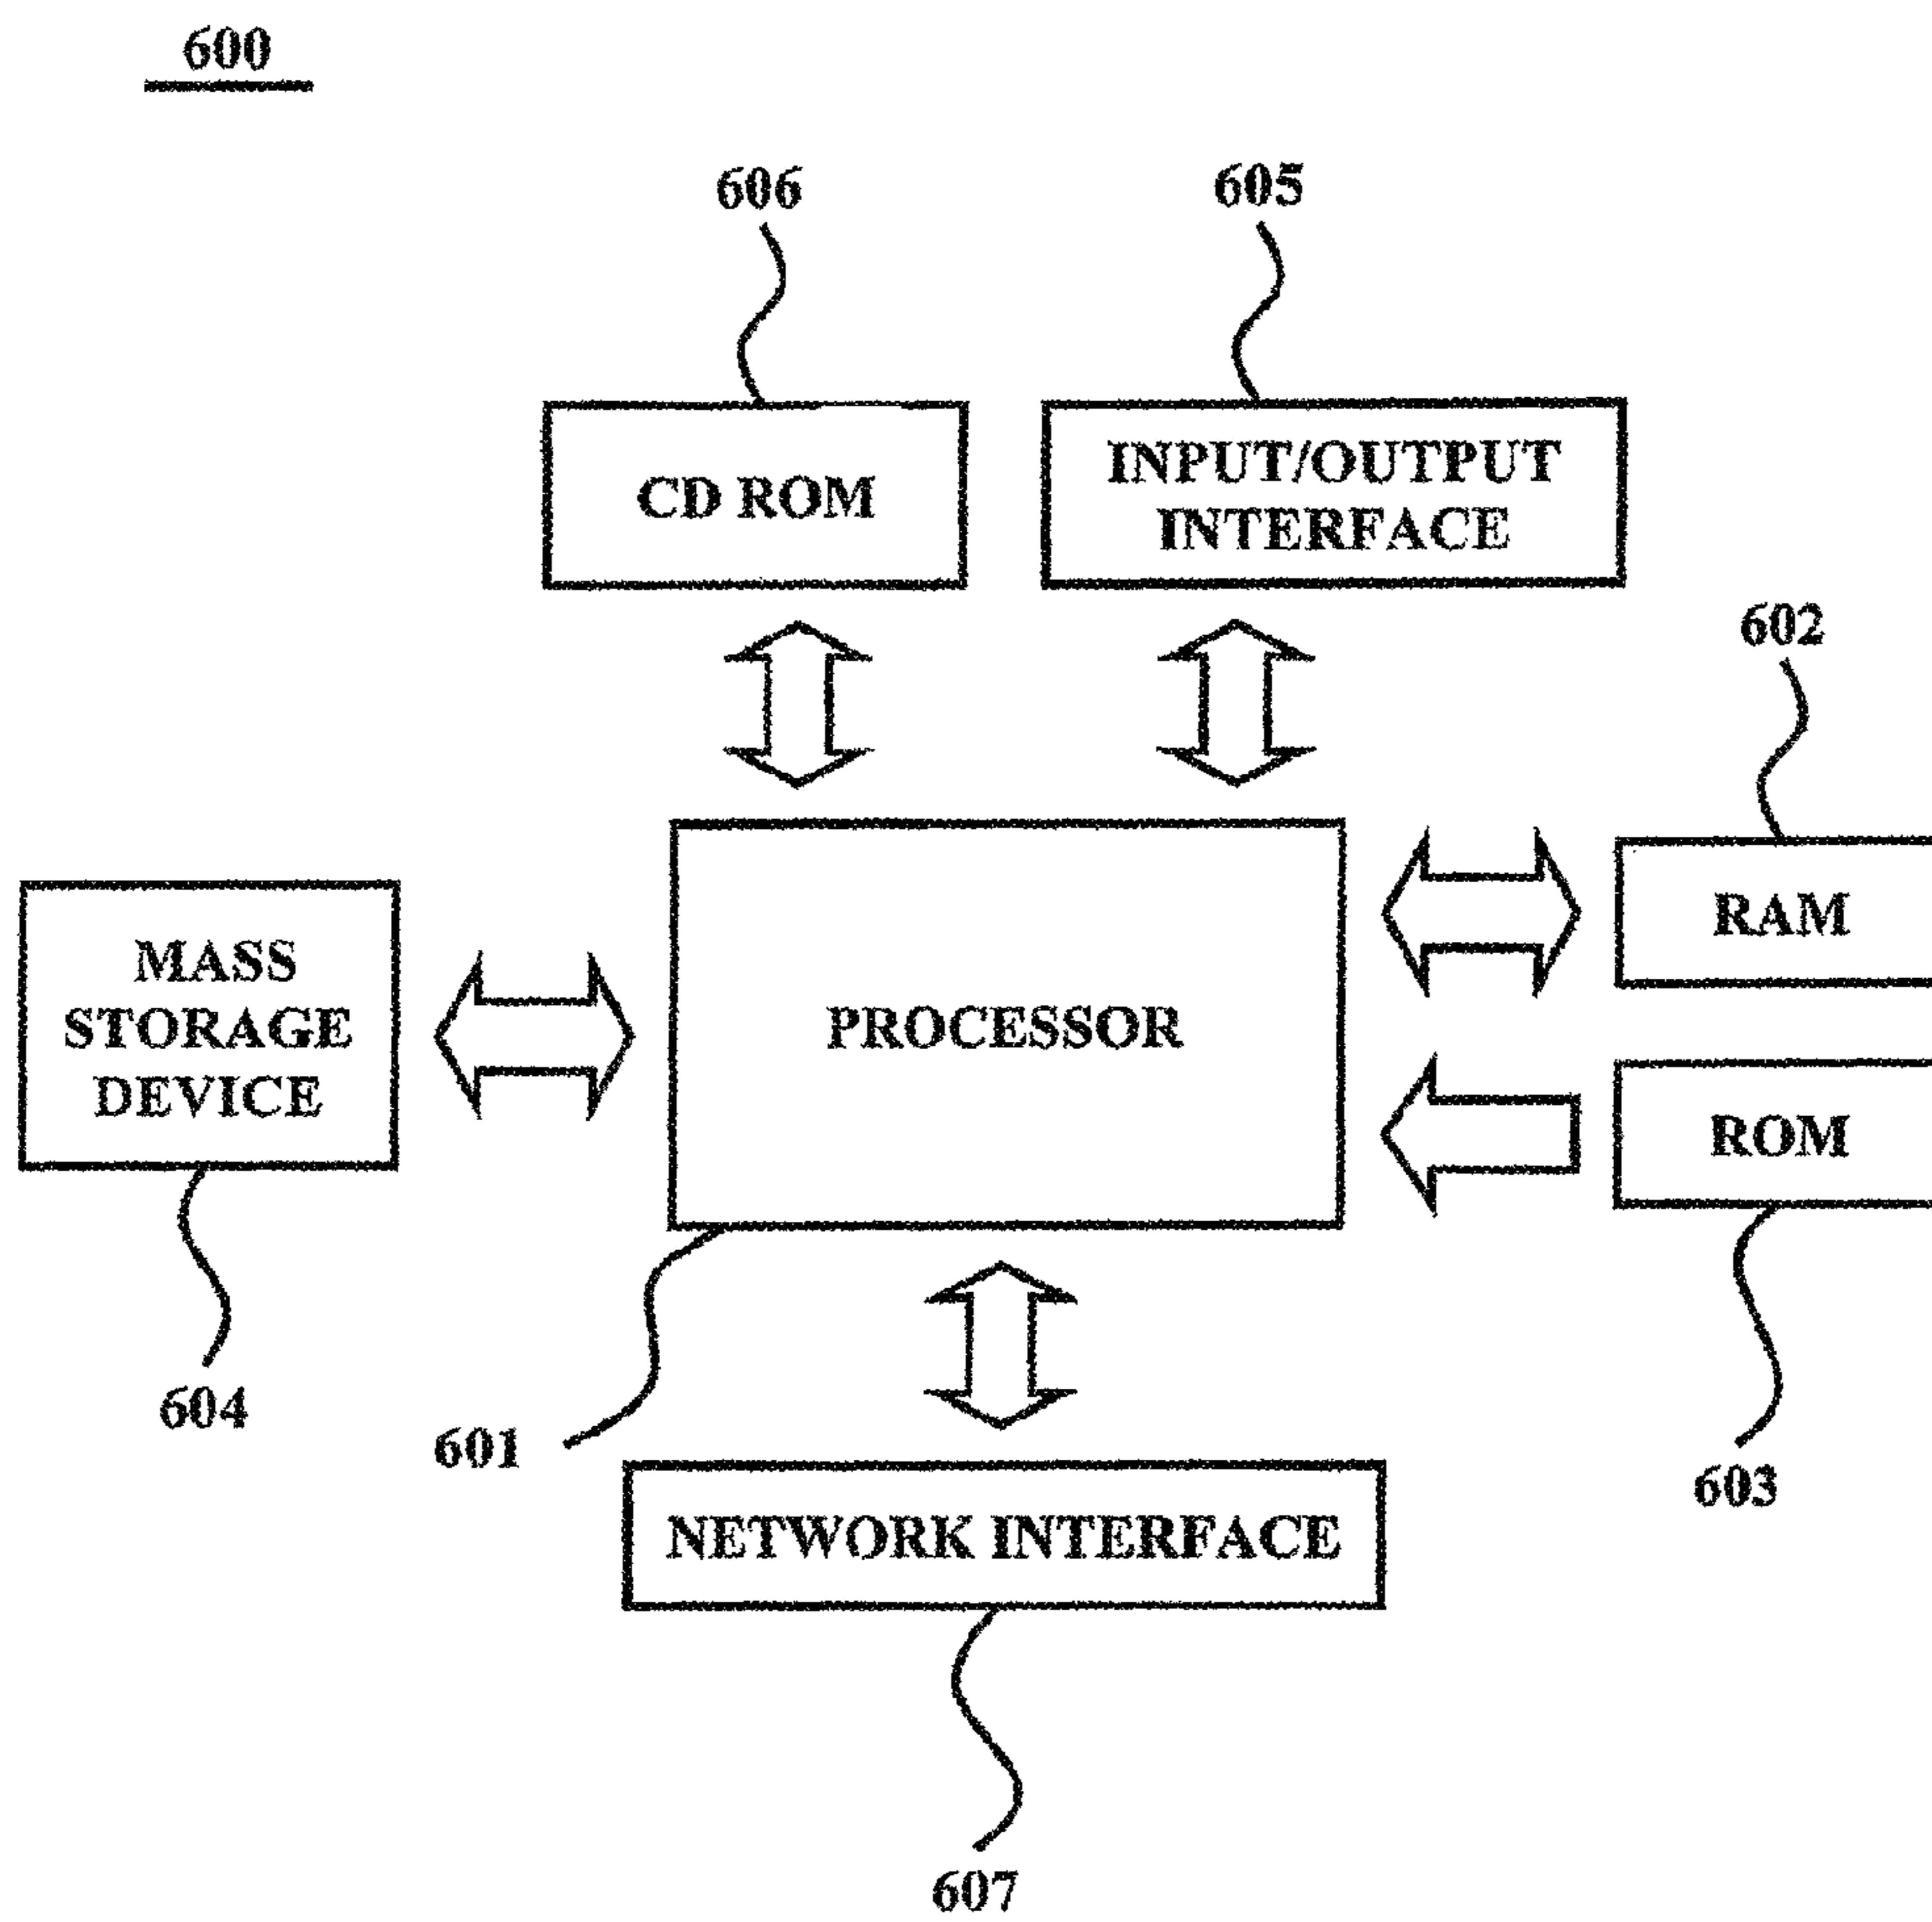 600
606
605
CD ROM
INPUT/OUTPUT
INTERFACE
602
RAM
MASS
STORAGE
DEVICE
PROCESSOR
ROM
604
601
603
NETWORK INTERFACE
607